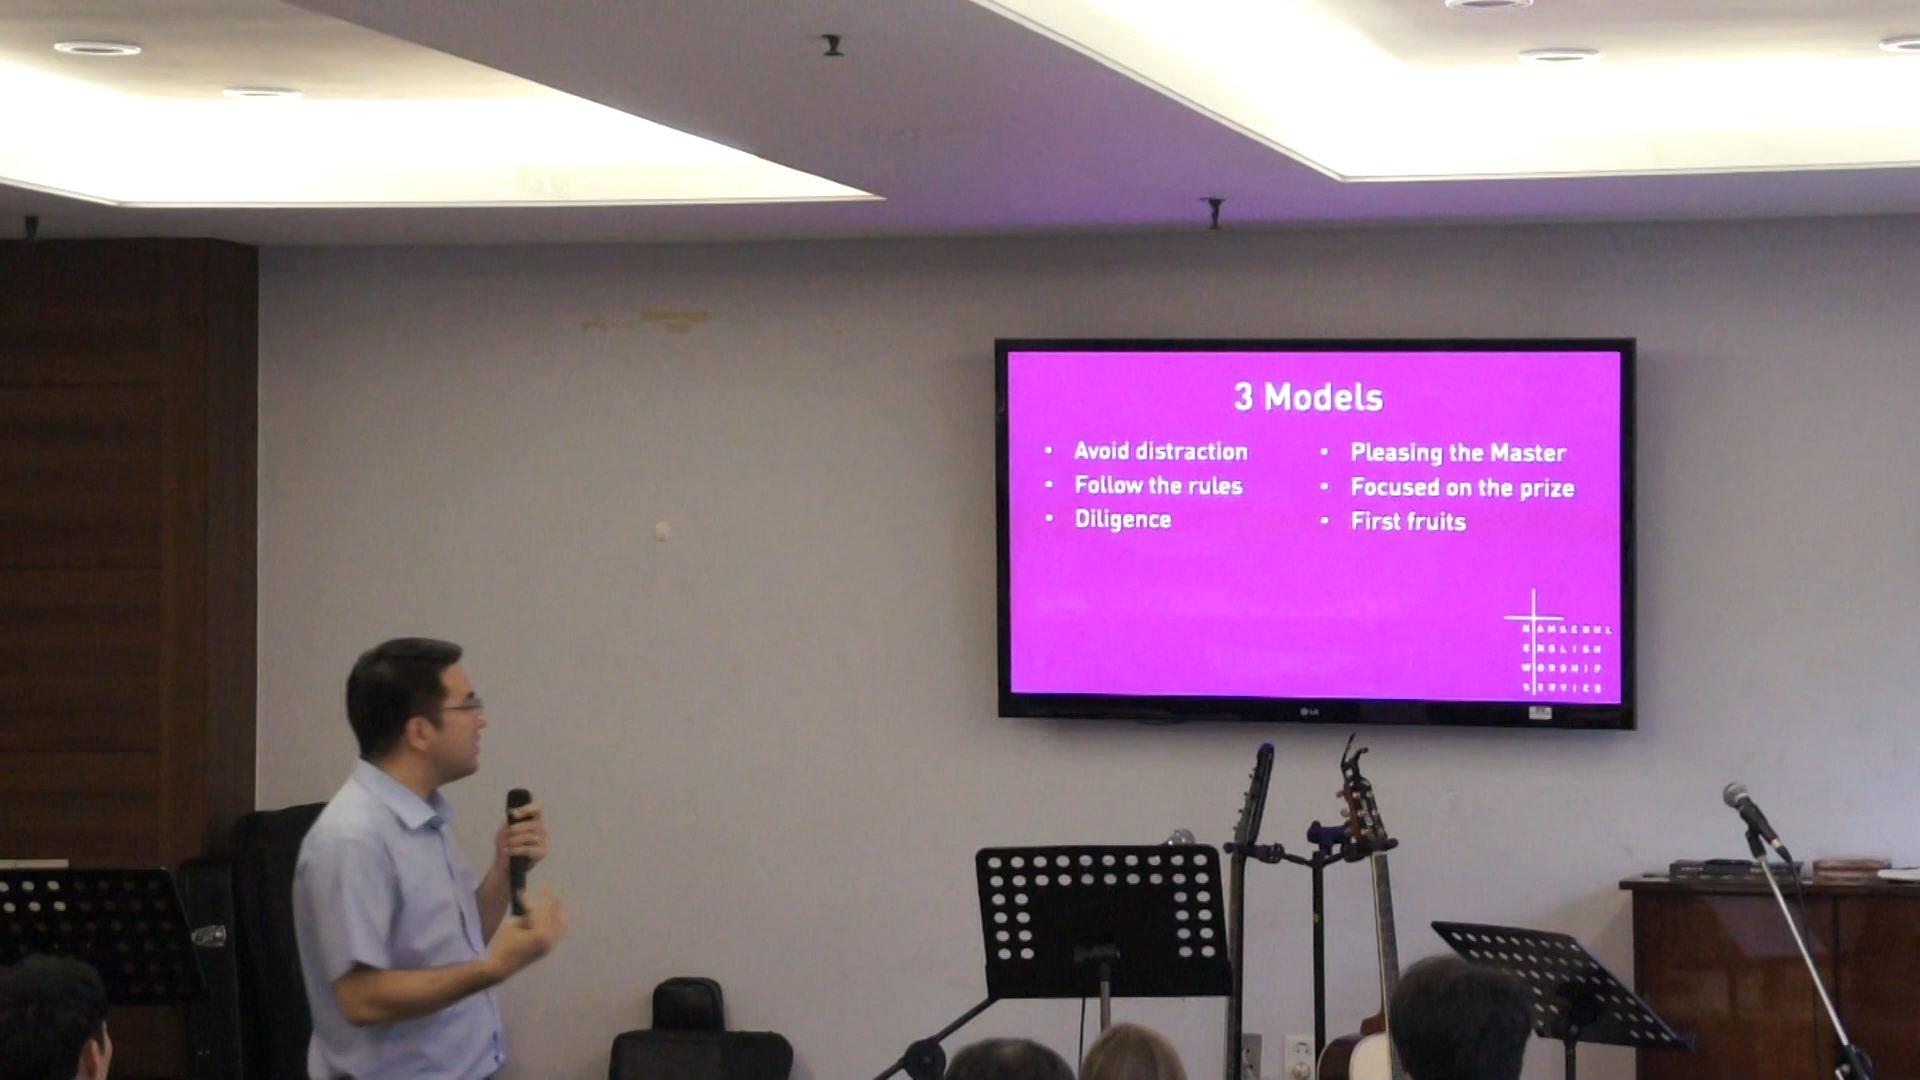 3 Models
• Avoid distraction
• Follow the rules
• Diligence
• Pleasing the Master
• Focused on the prize
• First fruits
NAMSEOUL
ENGLISH
WORSHIP
SERVICE
LG